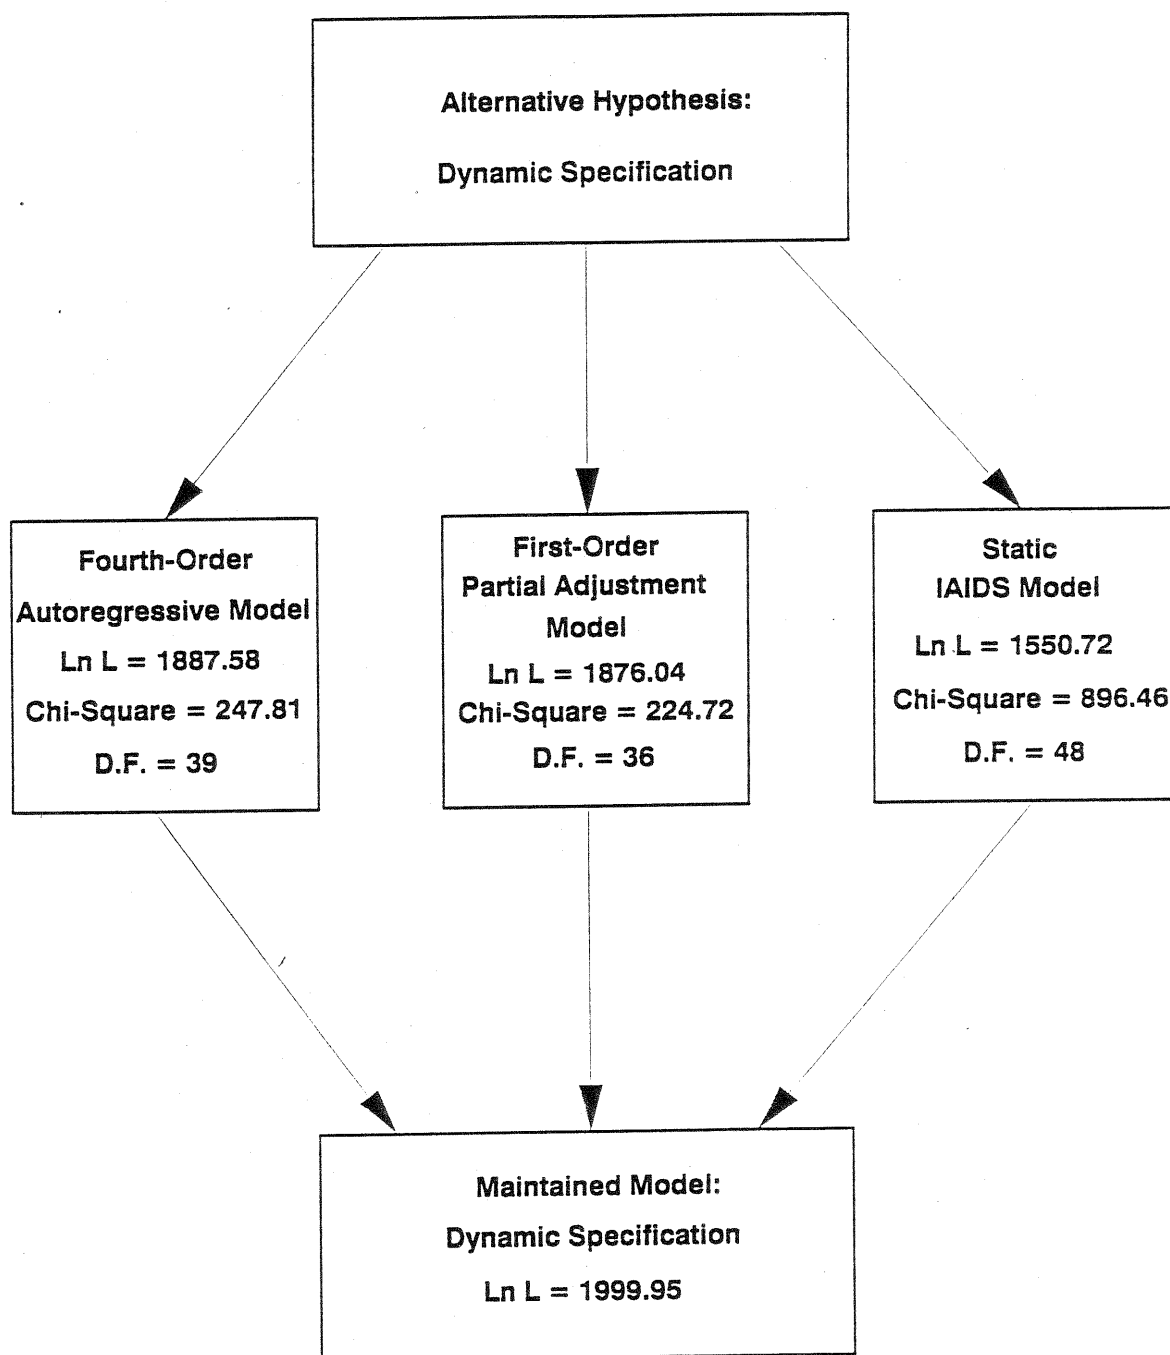 Alternative Hypothesis:
Dynamic Specification
Fourth-Order
Autoregressive Model
Ln L = 1887.58
Chi-Square = 247.81
D.F. = 39
First-Order
Partial Adjustment
Model
Ln L = 1876.04
Chi-Square = 224.72
D.F. = 36
Static
IAIDS Model
Ln L = 1550.72
Chi-Square = 896.46
D.F. = 48
Maintained Model:
Dynamic Specification
Ln L = 1999.95